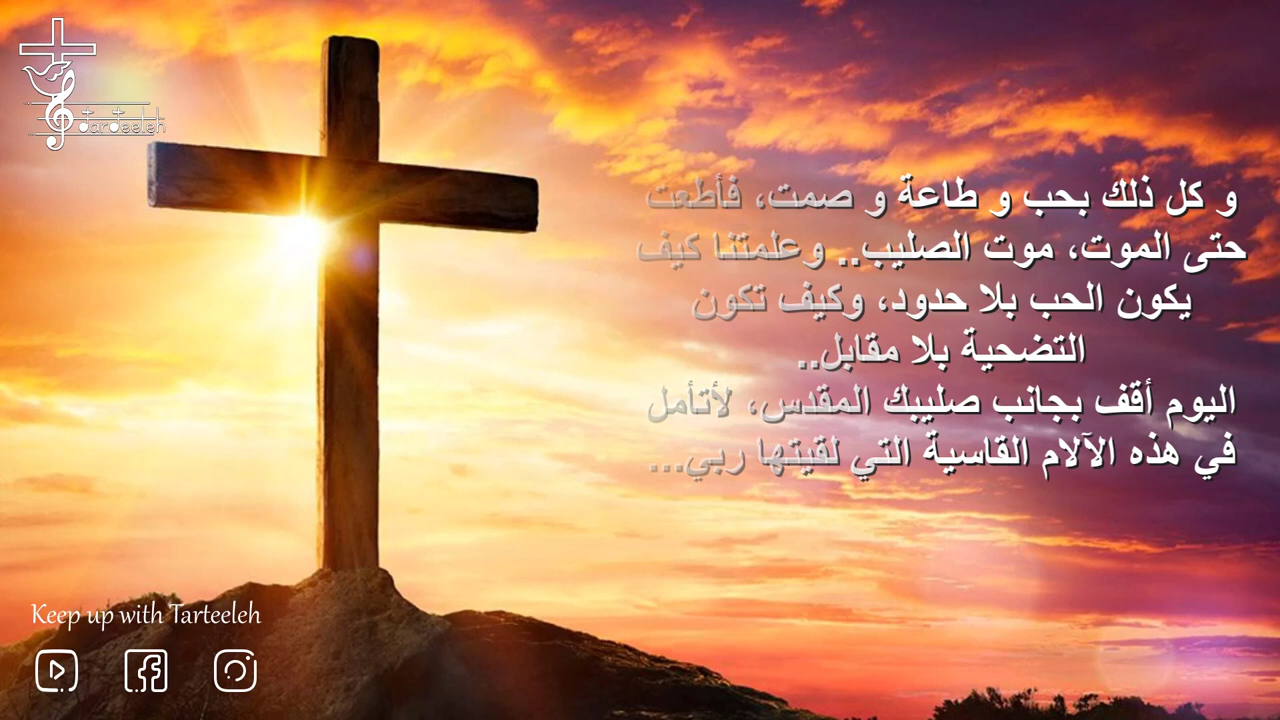 Tarteeleh
و كل ذلك بحب و طاعة و صمت، فأطعت
حتى الموت، موت الصليب.. وعلمتنا كيف
يكون الحب بلا حدود، وكيف تكون
التضحية بلا مقابل..
اليوم أقف بجانب صليبك المقدس، لأتأمل
في هذه الآلام القاسية التي لقيتها ربي...
Keep up with Tarteeleh